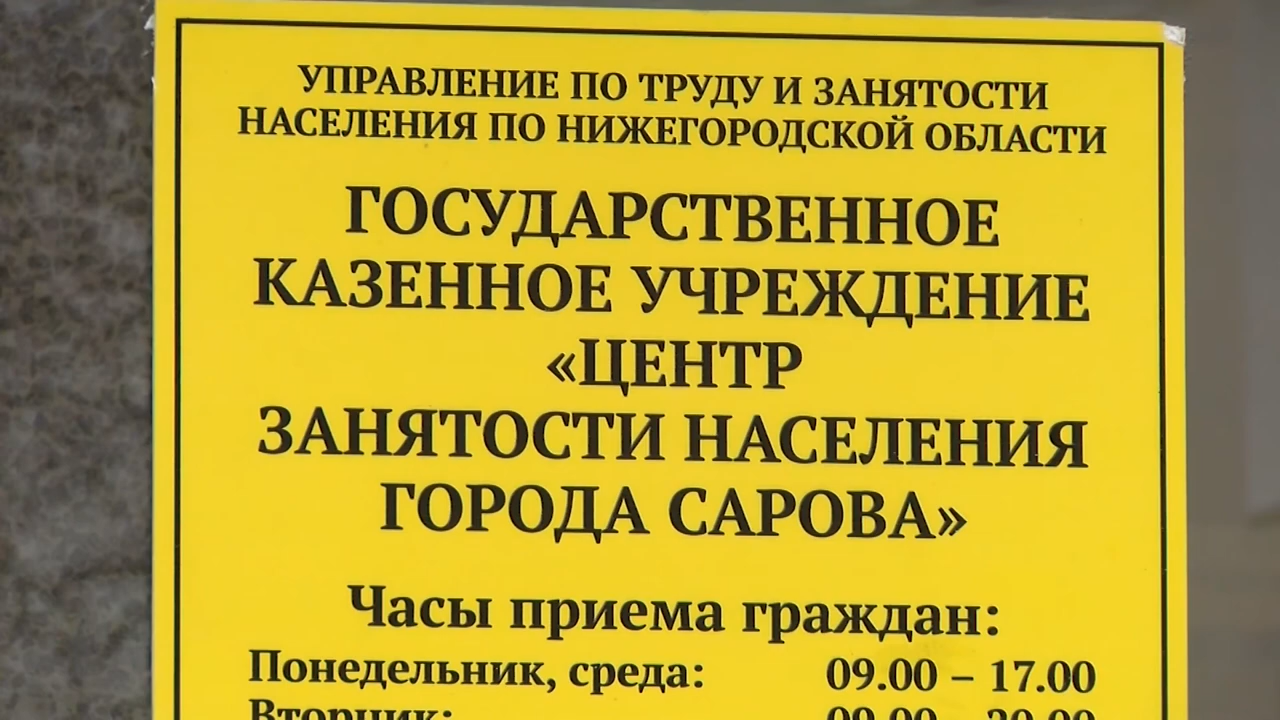 УПРАВЛЕНИЕ ПО ТРУДУ И ЗАНЯТОСТИ
НАСЕЛЕНИЯ ПО НИЖЕГОРОДСКОЙ ОБЛАСТИ
ГОСУДАРСТВЕННОЕ
КАЗЕННОЕ УЧРЕЖДЕНИЕ
«ЦЕНТР
ЗАНЯТОСТИ НАСЕЛЕНИЯ
ГОРОДА САРОВА»
Часы приема граждан:
Понедельник, среда: 09.00 – 17.00
Вторник: 09.00 – 20.00